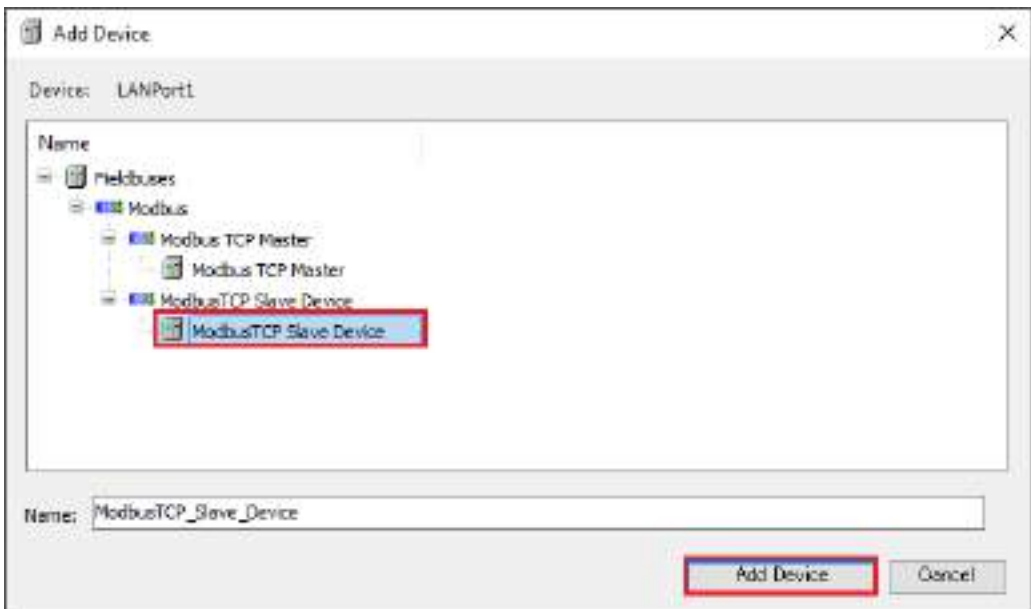 Add Device
Device: LANPort1
Name
Fieldbuses
Modbus
Modbus TCP Master
Modbus TCP Master
ModbusTCP Slave Device
ModbusTCP Slave Device
Name: ModbusTCP_Slave_Device
Add Device Cancel